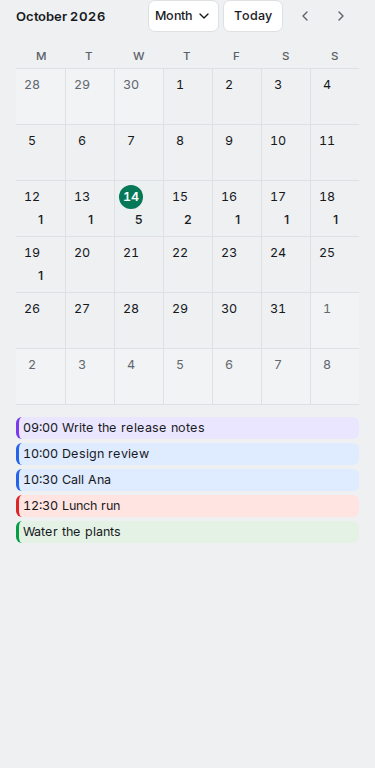 October 2026 Month Today
M T W T F S S
28 29 30 1 2 3 4
5 6 7 8 9 10 11
12 13 14 15 16 17 18
1 1 5 2 1 1 1
19 20 21 22 23 24 25
1
26 27 28 29 30 31 1
2 3 4 5 6 7 8
09:00 Write the release notes
10:00 Design review
10:30 Call Ana
12:30 Lunch run
Water the plants